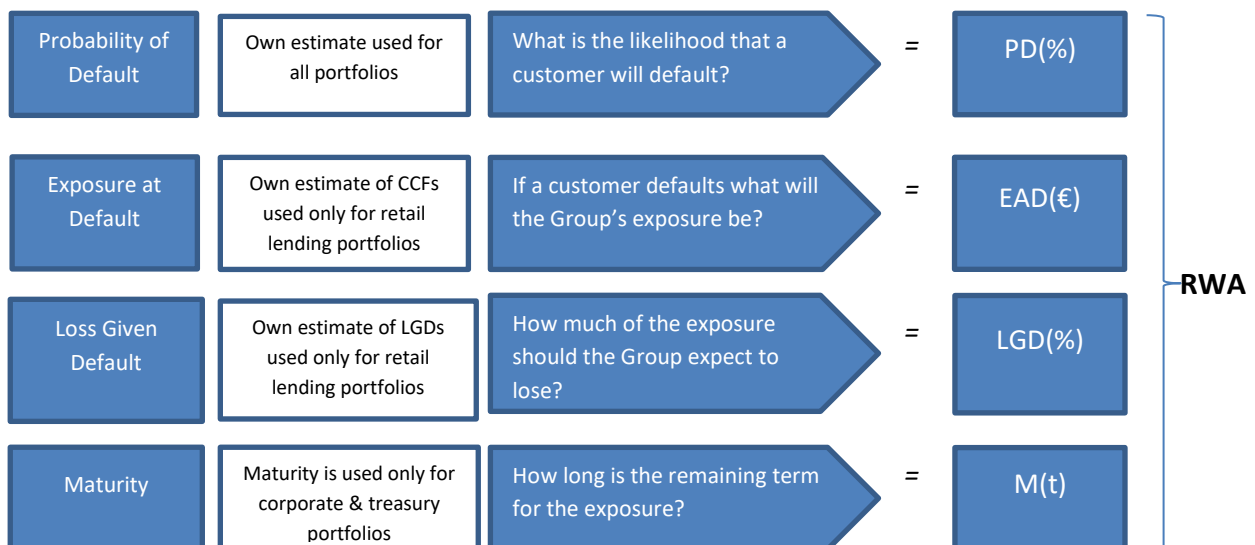 Probability of
Default
Own estimate used for
all portfolios
What is the likelihood that a
customer will default?
=
PD(%)
Exposure at
Default
Own estimate of CCFs
used only for retail
lending portfolios
If a customer defaults what will
the Group’s exposure be?
=
EAD(€)
RWA
Loss Given
Default
Own estimate of LGDs
used only for retail
lending portfolios
How much of the exposure
should the Group expect to
lose?
=
LGD(%)
Maturity
Maturity is used only for
corporate & treasury
portfolios
How long is the remaining term
for the exposure?
=
M(t)